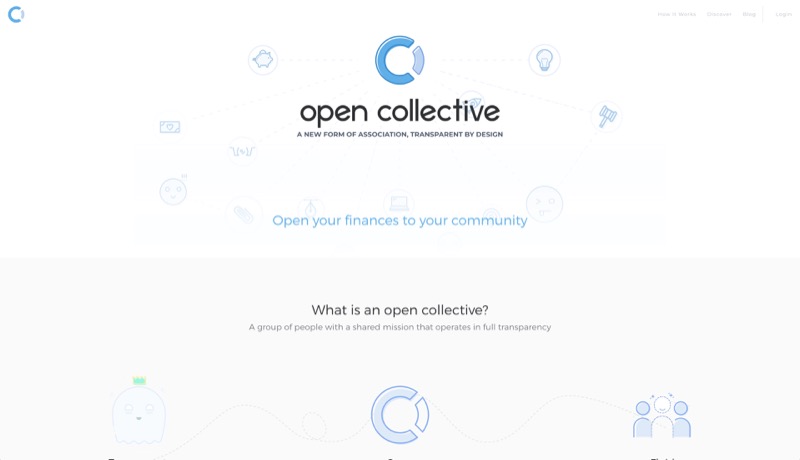 How It Works
Discover
Blog
Login
open collective
A NEW FORM OF ASSOCIATION, TRANSPARENT BY DESIGN
Open your finances to your community
What is an open collective?
A group of people with a shared mission that operates in full transparency